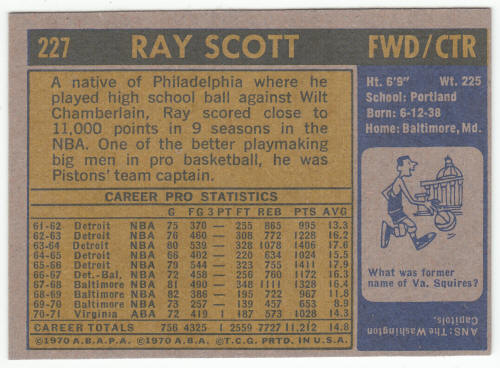 227 RAY SCOTT FWD/CTR
A native of Philadelphia where he
played high school ball against Wilt
Chamberlain, Ray scored close to
11,000 points in 9 seasons in the
NBA. One of the better playmaking
big men in pro basketball, he was
Pistons' team captain.
CAREER PRO STATISTICS
G FG 3PT FT REB PTS AVG
61-62 Detroit NBA 75 370 — 255 865 995 13.3
62-63 Detroit NBA 76 460 — 308 772 1228 16.2
63-64 Detroit NBA 80 539 — 328 1078 1406 17.6
64-65 Detroit NBA 66 402 — 220 634 1024 15.5
65-66 Detroit NBA 79 544 — 323 755 1411 17.9
66-67 Det.-Bal. NBA 72 458 — 256 760 1172 16.3
67-68 Baltimore NBA 81 490 — 348 1111 1328 16.4
68-69 Baltimore NBA 82 386 — 195 722 967 11.8
69-70 Baltimore NBA 73 257 — 139 457 653 8.9
70-71 Virginia ABA 72 419 1 187 573 1028 14.3
CAREER TOTALS 756 4325 1 2559 7727 11,212 14.8
©1970 A.B.A.P.A. ©1970 A.B.A. ©T.C.G. PRTD. IN U.S.A.
Ht. 6'9" Wt. 225
School: Portland
Born: 6-12-38
Home: Baltimore, Md.
What was former
name of Va. Squires?
ANS: The Washington
Capitols.